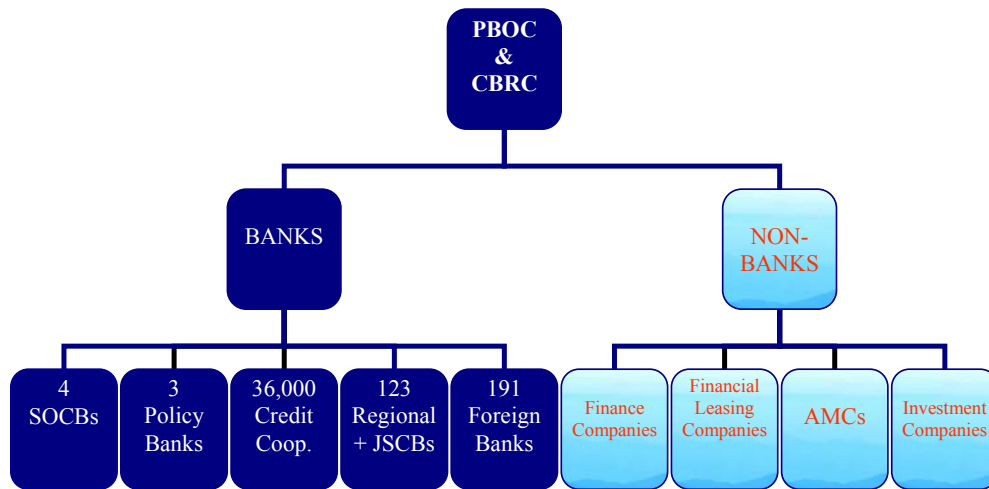 PBOC
&
CBRC
BANKS
NON-
BANKS
4
SOCBs
3
Policy
Banks
36,000
Credit
Coop.
123
Regional
+ JSCBs
191
Foreign
Banks
Finance
Companies
Financial
Leasing
Companies
AMCs
Investment
Companies